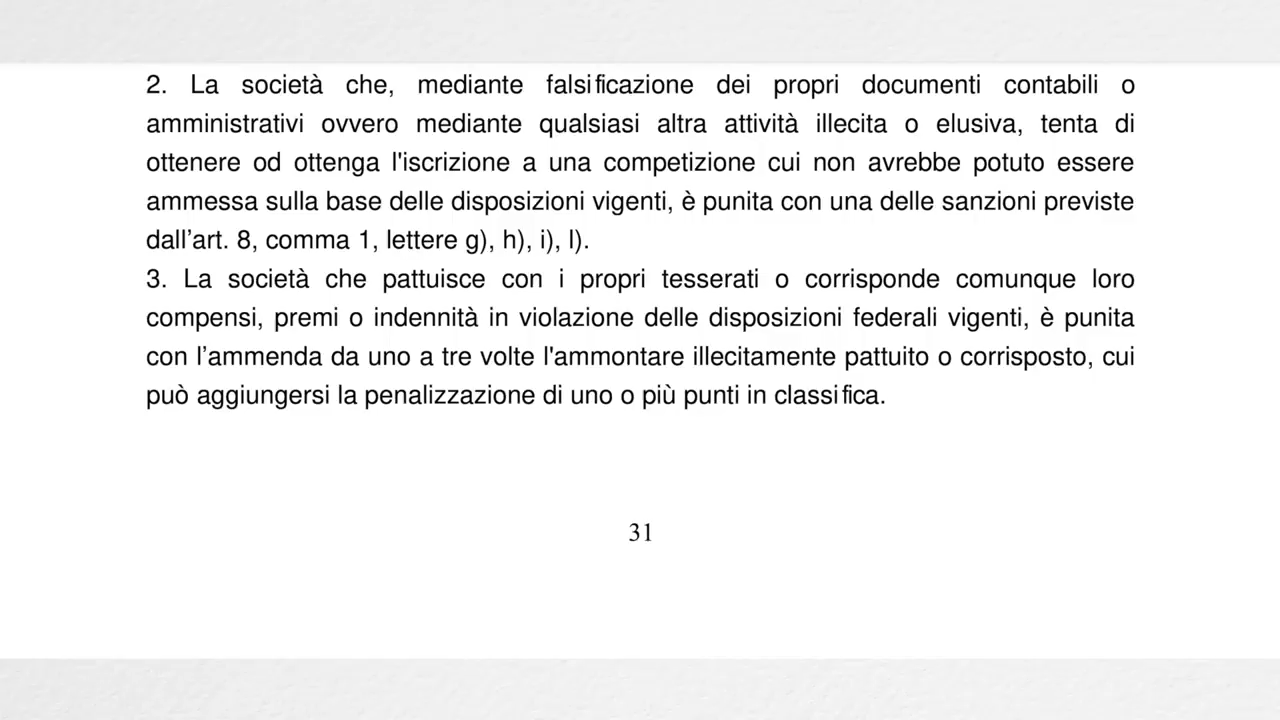 2. La società che, mediante falsificazione dei propri documenti contabili o
amministrativi ovvero mediante qualsiasi altra attività illecita o elusiva, tenta di
ottenere od ottenga l'iscrizione a una competizione cui non avrebbe potuto essere
ammessa sulla base delle disposizioni vigenti, è punita con una delle sanzioni previste
dall’art. 8, comma 1, lettere g), h), i), l).
3. La società che pattuisce con i propri tesserati o corrisponde comunque loro
compensi, premi o indennità in violazione delle disposizioni federali vigenti, è punita
con l’ammenda da uno a tre volte l'ammontare illecitamente pattuito o corrisposto, cui
può aggiungersi la penalizzazione di uno o più punti in classifica.
31